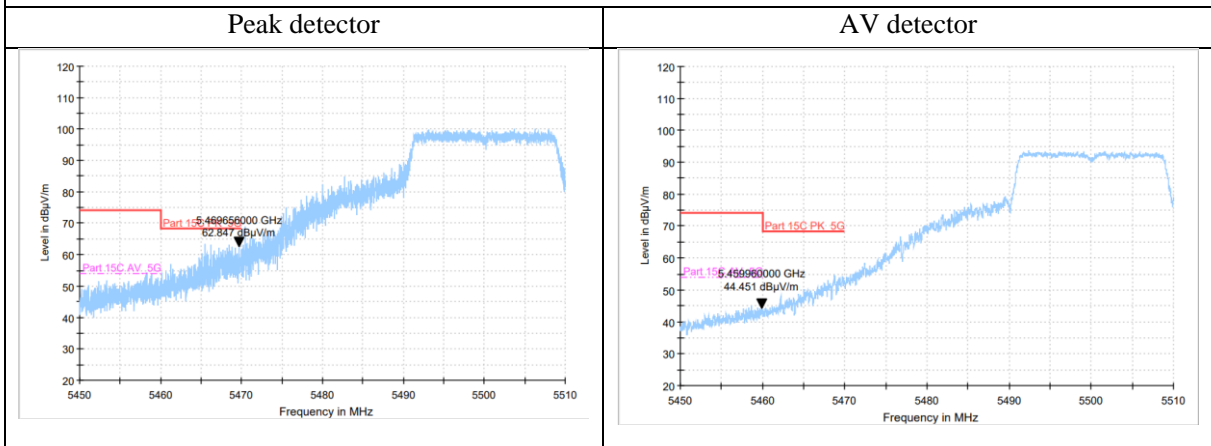 Peak detector
AV detector
120
110
100
90
80
70
60
50
40
30
20
Level in dBµV/m
Part 15C
5.469656000 GHz
62.847 dBµV/m
Part 15C AV_5G
5450
5460
5470
5480
5490
5500
5510
Frequency in MHz
120
110
100
90
80
70
60
50
40
30
20
Level in dBµV/m
Part 15C PK_5G
5.459960000 GHz
44.451 dBµV/m
5450
5460
5470
5480
5490
5500
5510
Frequency in MHz